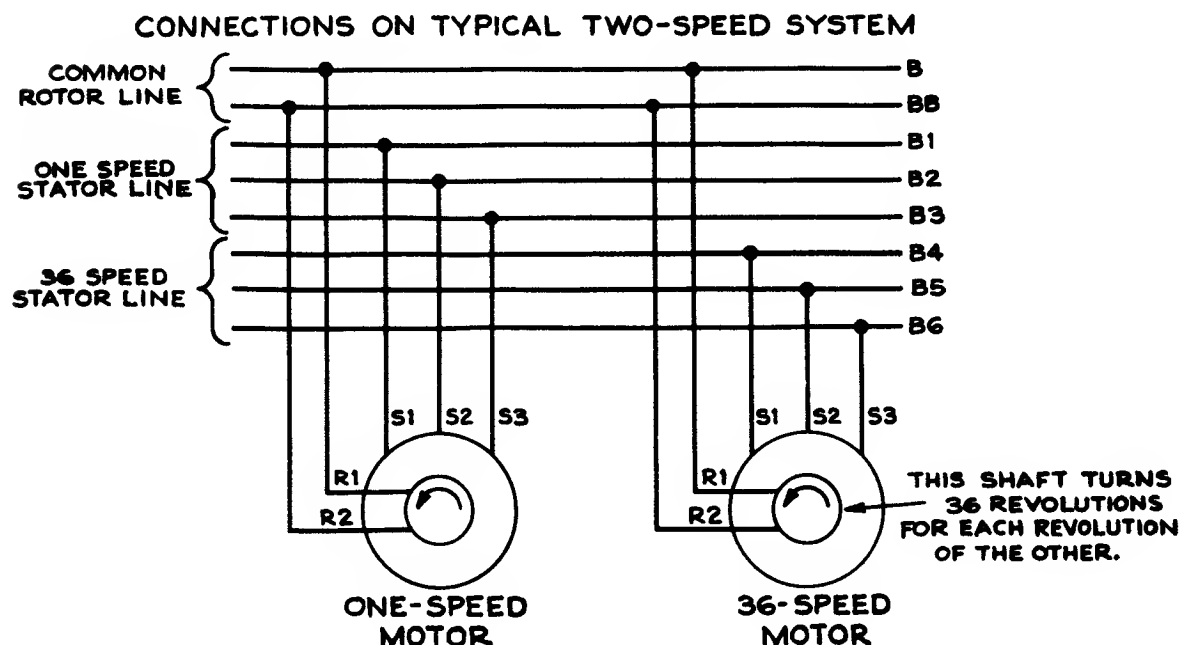 CONNECTIONS ON TYPICAL TWO-SPEED SYSTEM
COMMON
ROTOR LINE
B
BB
ONE SPEED
STATOR LINE
B1
B2
B3
36 SPEED
STATOR LINE
B4
B5
B6
S1
S2
S3
R1
R2
S1
S2
S3
R1
R2
THIS SHAFT TURNS
36 REVOLUTIONS
FOR EACH REVOLUTION
OF THE OTHER.
ONE-SPEED
MOTOR
36-SPEED
MOTOR